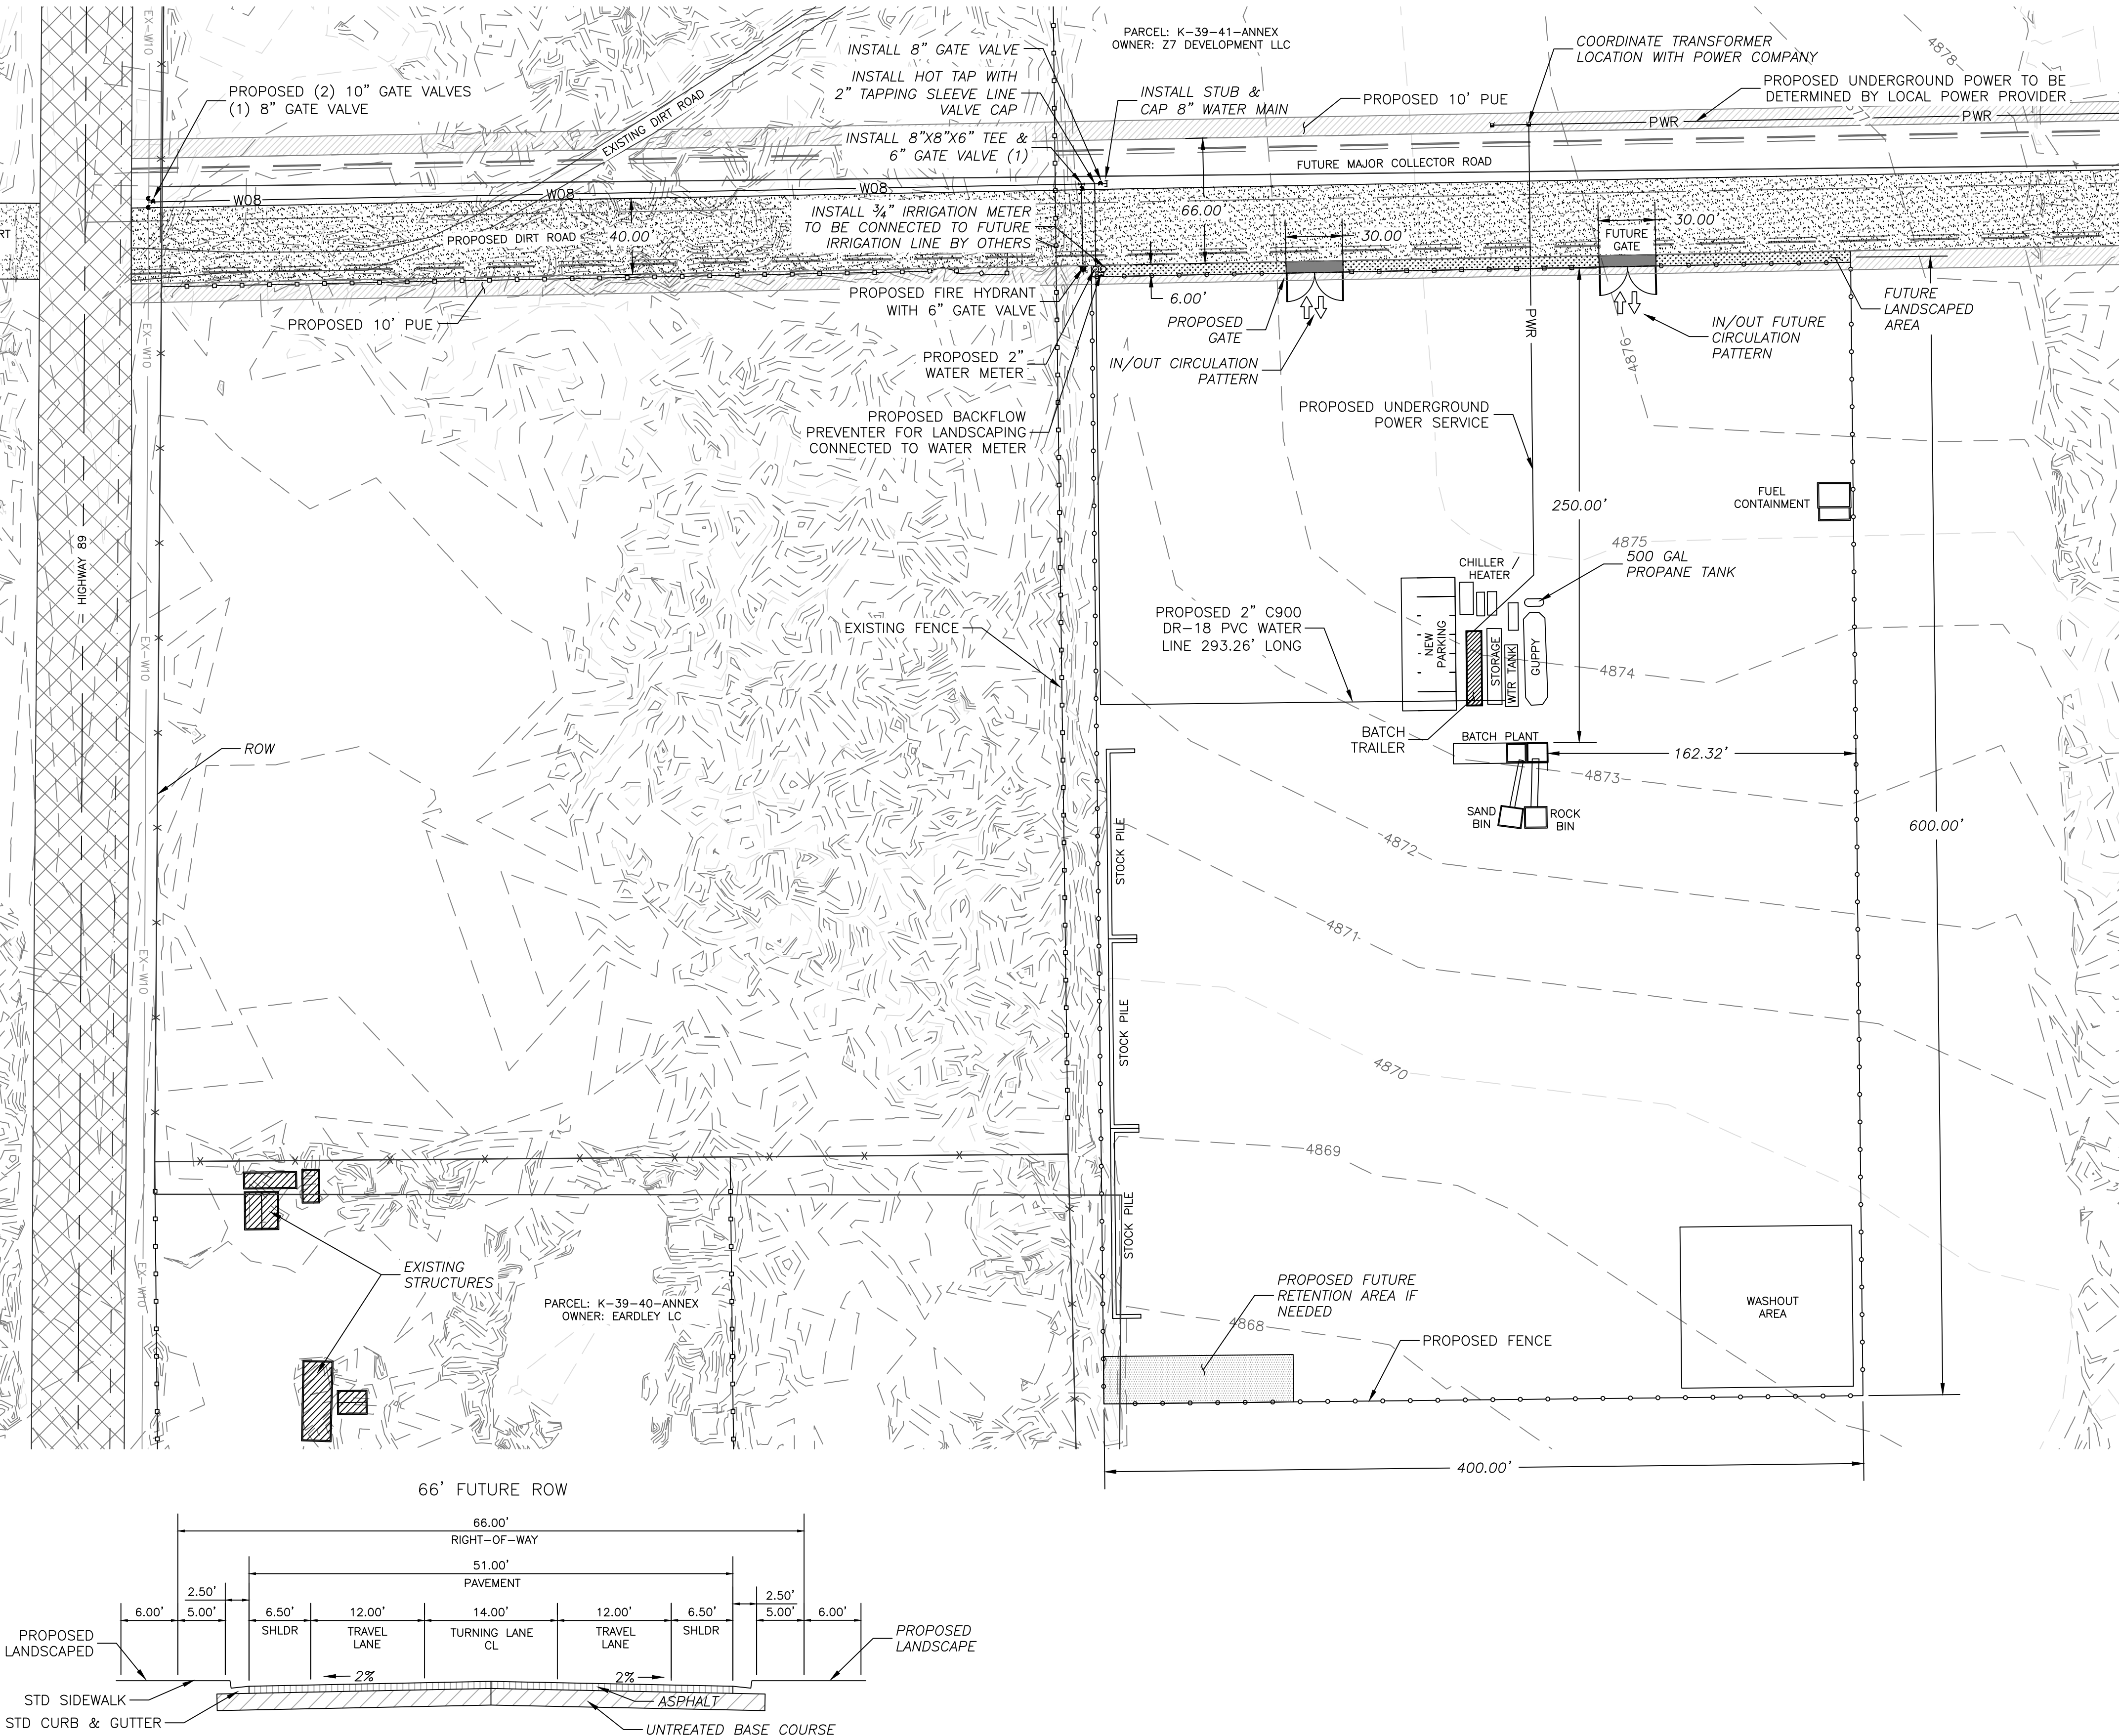 EX-W10
PARCEL: K-39-41-ANNEX
OWNER: Z7 DEVELOPMENT LLC
INSTALL 8" GATE VALVE
INSTALL HOT TAP WITH
2" TAPPING SLEEVE LINE
VALVE CAP
INSTALL 8"X8"X6" TEE &
6" GATE VALVE (1)
INSTALL STUB &
CAP 8" WATER MAIN
PROPOSED 10' PUE
COORDINATE TRANSFORMER
LOCATION WITH POWER COMPANY
PROPOSED UNDERGROUND POWER TO BE
DETERMINED BY LOCAL POWER PROVIDER
4878
PWR
PWR
PROPOSED (2) 10" GATE VALVES
(1) 8" GATE VALVE
EXISTING DIRT ROAD
FUTURE MAJOR COLLECTOR ROAD
W08
W08
W08
PROPOSED DIRT ROAD
40.00'
INSTALL ¾" IRRIGATION METER
TO BE CONNECTED TO FUTURE
IRRIGATION LINE BY OTHERS
66.00'
30.00'
30.00'
FUTURE
GATE
RT
PROPOSED 10' PUE
PROPOSED FIRE HYDRANT
WITH 6" GATE VALVE
6.00'
PROPOSED
GATE
IN/OUT CIRCULATION
PATTERN
PWR
4876
IN/OUT FUTURE
CIRCULATION
PATTERN
FUTURE
LANDSCAPED
AREA
EX-W10
PROPOSED 2"
WATER METER
PROPOSED BACKFLOW
PREVENTER FOR LANDSCAPING
CONNECTED TO WATER METER
PROPOSED UNDERGROUND
POWER SERVICE
250.00'
FUEL
CONTAINMENT
HIGHWAY 89
4875
500 GAL
PROPANE TANK
CHILLER /
HEATER
EX-W10
EXISTING FENCE
PROPOSED 2" C900
DR-18 PVC WATER
LINE 293.26' LONG
NEW
PARKING
STORAGE
WTR TANK
GUPPY
4874
ROW
BATCH
TRAILER
BATCH PLANT
162.32'
4873
SAND
BIN
ROCK
BIN
600.00'
STOCK PILE
4872
4871
EX-W10
STOCK PILE
4870
4869
STOCK PILE
EX-W10
EXISTING
STRUCTURES
PARCEL: K-39-40-ANNEX
OWNER: EARDLEY LC
PROPOSED FUTURE
RETENTION AREA IF
NEEDED
4868
PROPOSED FENCE
WASHOUT
AREA
400.00'
66' FUTURE ROW
66.00'
RIGHT-OF-WAY
51.00'
PAVEMENT
2.50'
2.50'
6.00'
5.00'
6.50'
12.00'
14.00'
12.00'
6.50'
5.00'
6.00'
SHLDR
TRAVEL
LANE
TURNING LANE
CL
TRAVEL
LANE
SHLDR
PROPOSED
LANDSCAPED
PROPOSED
LANDSCAPE
2%
2%
STD SIDEWALK
ASPHALT
STD CURB & GUTTER
UNTREATED BASE COURSE